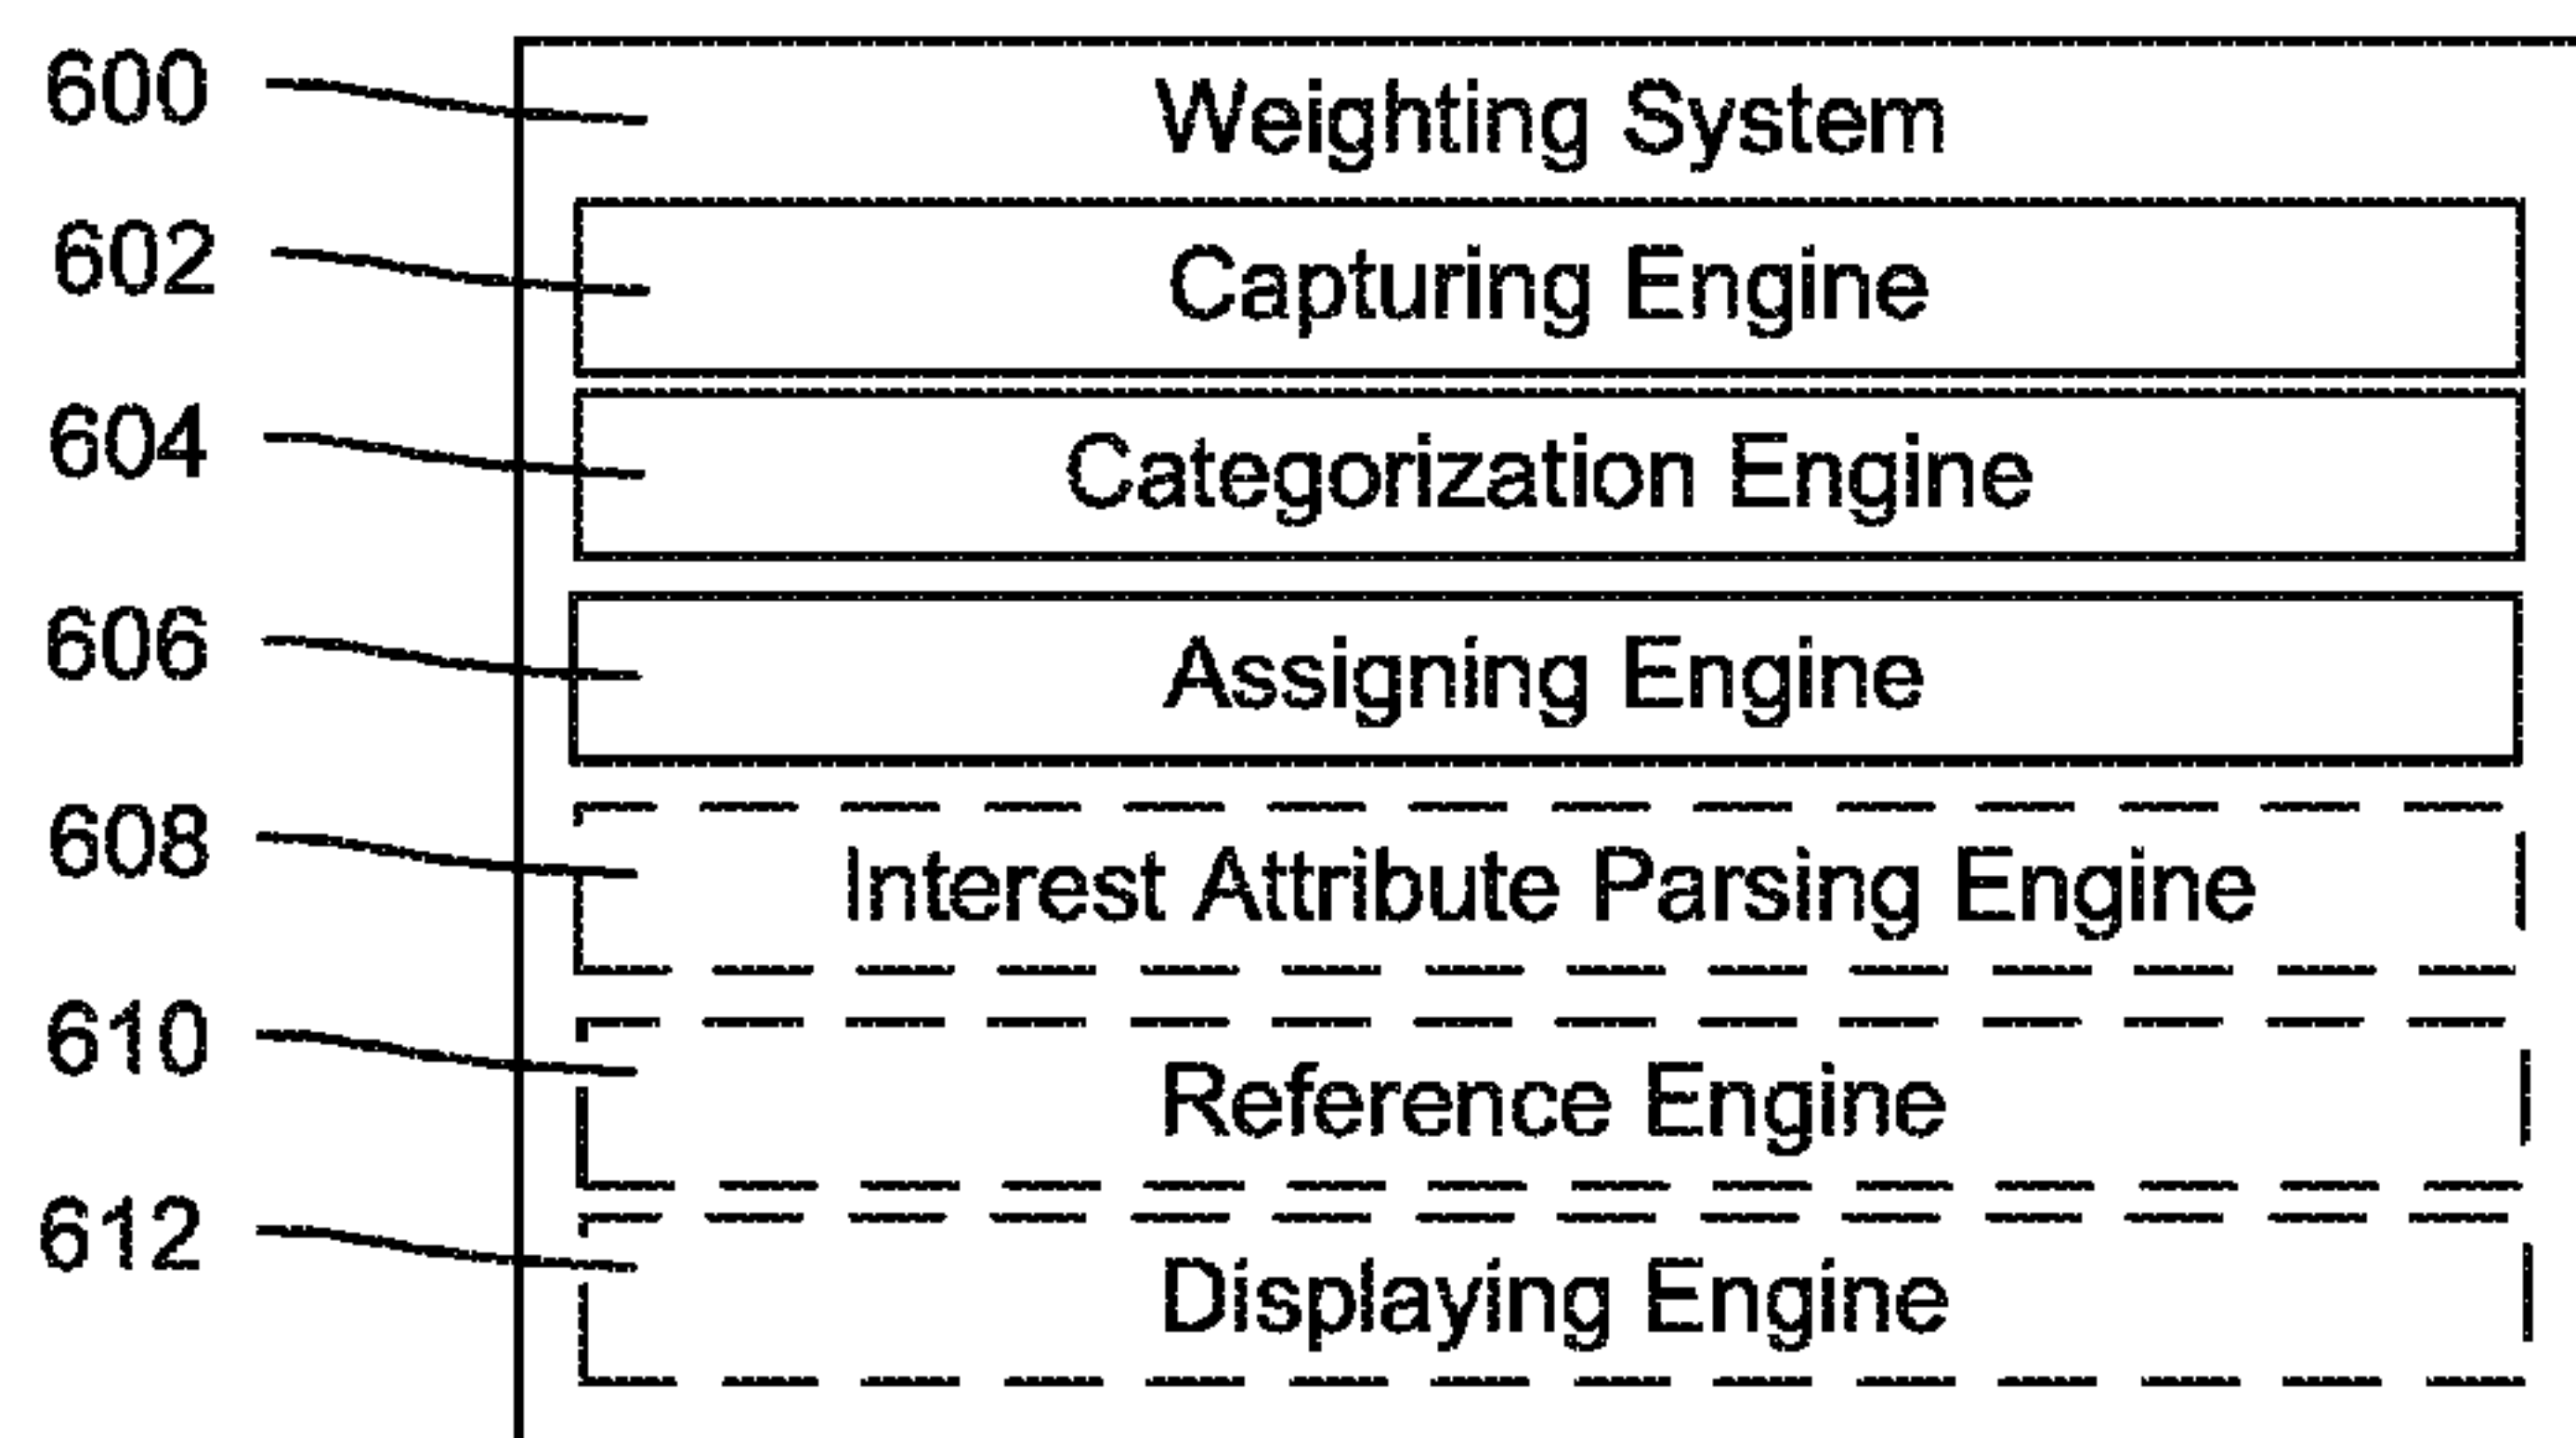 600 Weighting System
602 Capturing Engine
604 Categorization Engine
606 Assigning Engine
608 Interest Attribute Parsing Engine
610 Reference Engine
612 Displaying Engine